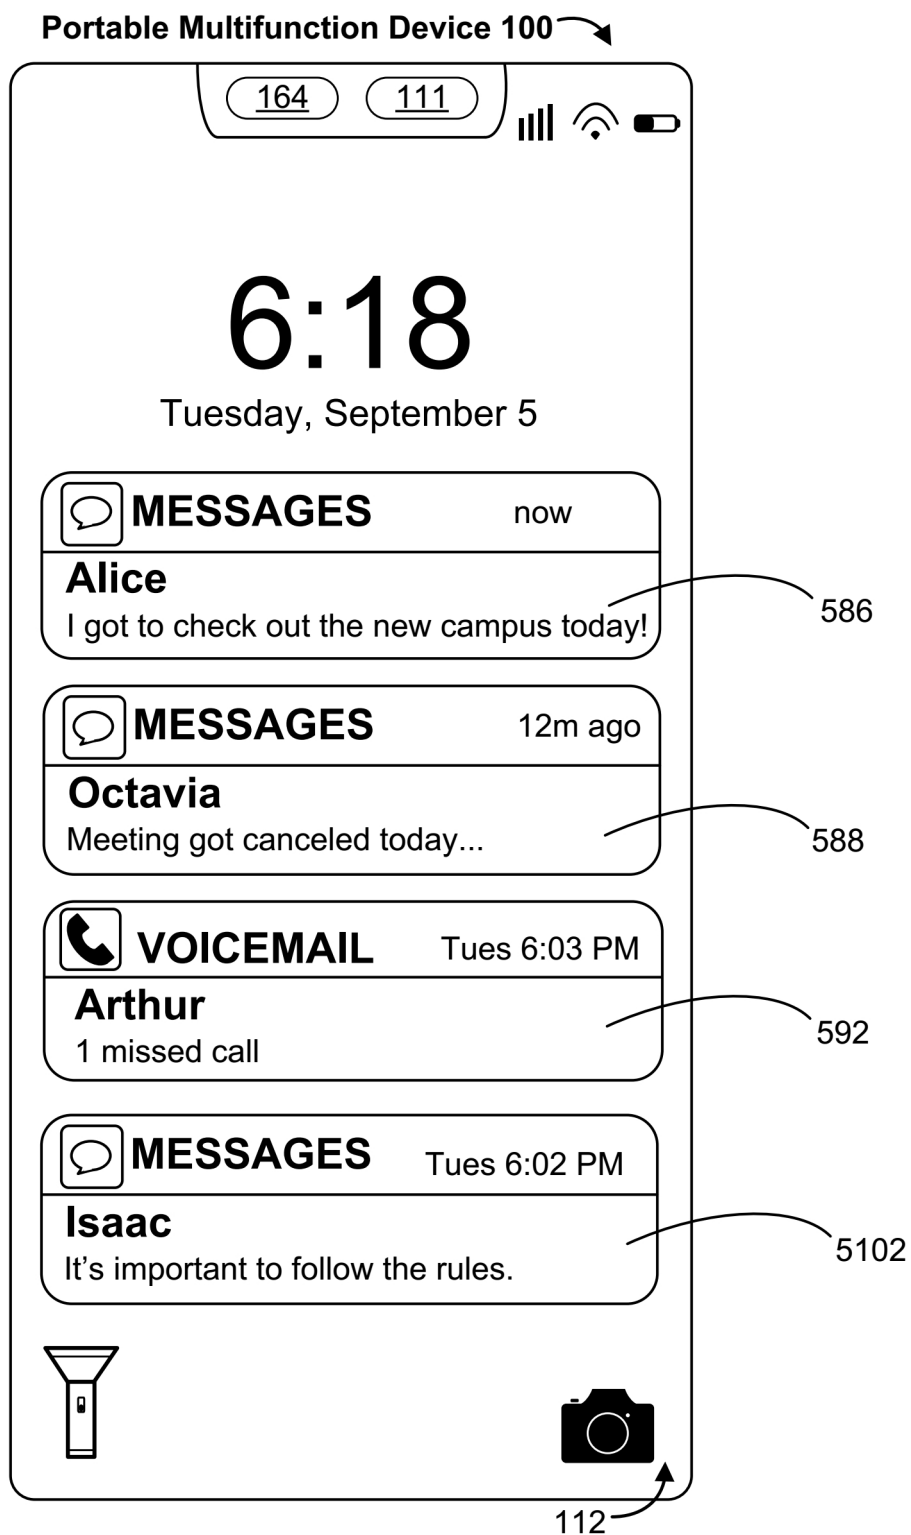 Portable Multifunction Device 100
164 111
6:18
Tuesday, September 5
MESSAGES now
Alice
I got to check out the new campus today!
586
MESSAGES 12m ago
Octavia
Meeting got canceled today...
588
VOICEMAIL Tues 6:03 PM
Arthur
1 missed call
592
MESSAGES Tues 6:02 PM
Isaac
It’s important to follow the rules.
5102
112